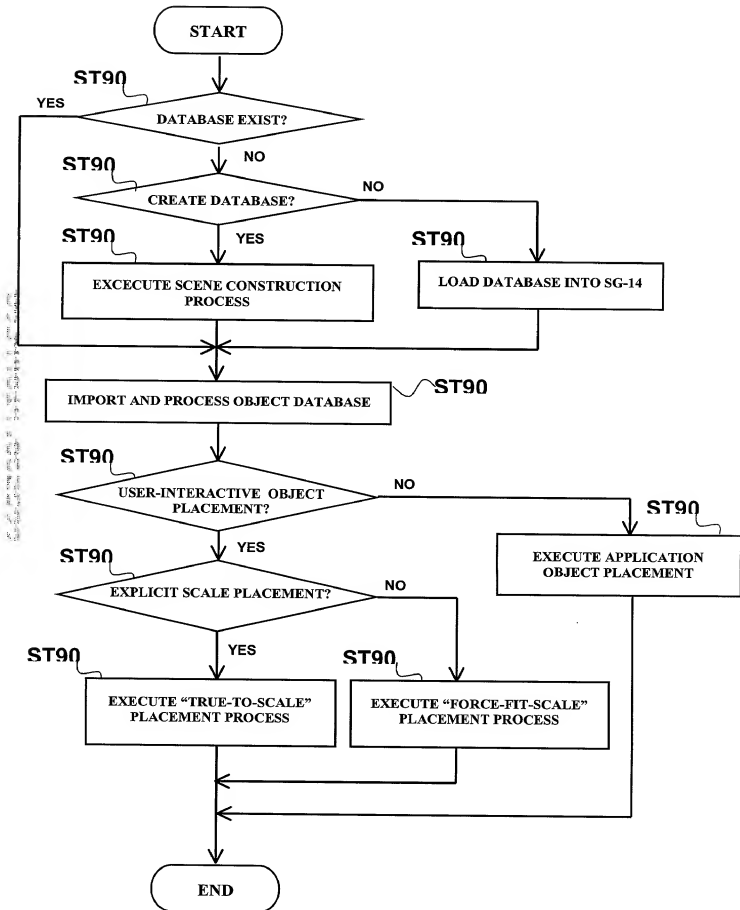 START
ST90
YES
DATABASE EXIST?
NO
ST90
CREATE DATABASE?
NO
ST90
YES
ST90
EXCECUTE SCENE CONSTRUCTION
PROCESS
LOAD DATABASE INTO SG-14
IMPORT AND PROCESS OBJECT DATABASE
ST90
ST90
USER-INTERACTIVE OBJECT
PLACEMENT?
NO
ST90
YES
EXECUTE APPLICATION
OBJECT PLACEMENT
ST90
EXPLICIT SCALE PLACEMENT?
NO
YES
ST90
ST90
EXECUTE “TRUE-TO-SCALE”
PLACEMENT PROCESS
EXECUTE “FORCE-FIT-SCALE”
PLACEMENT PROCESS
END